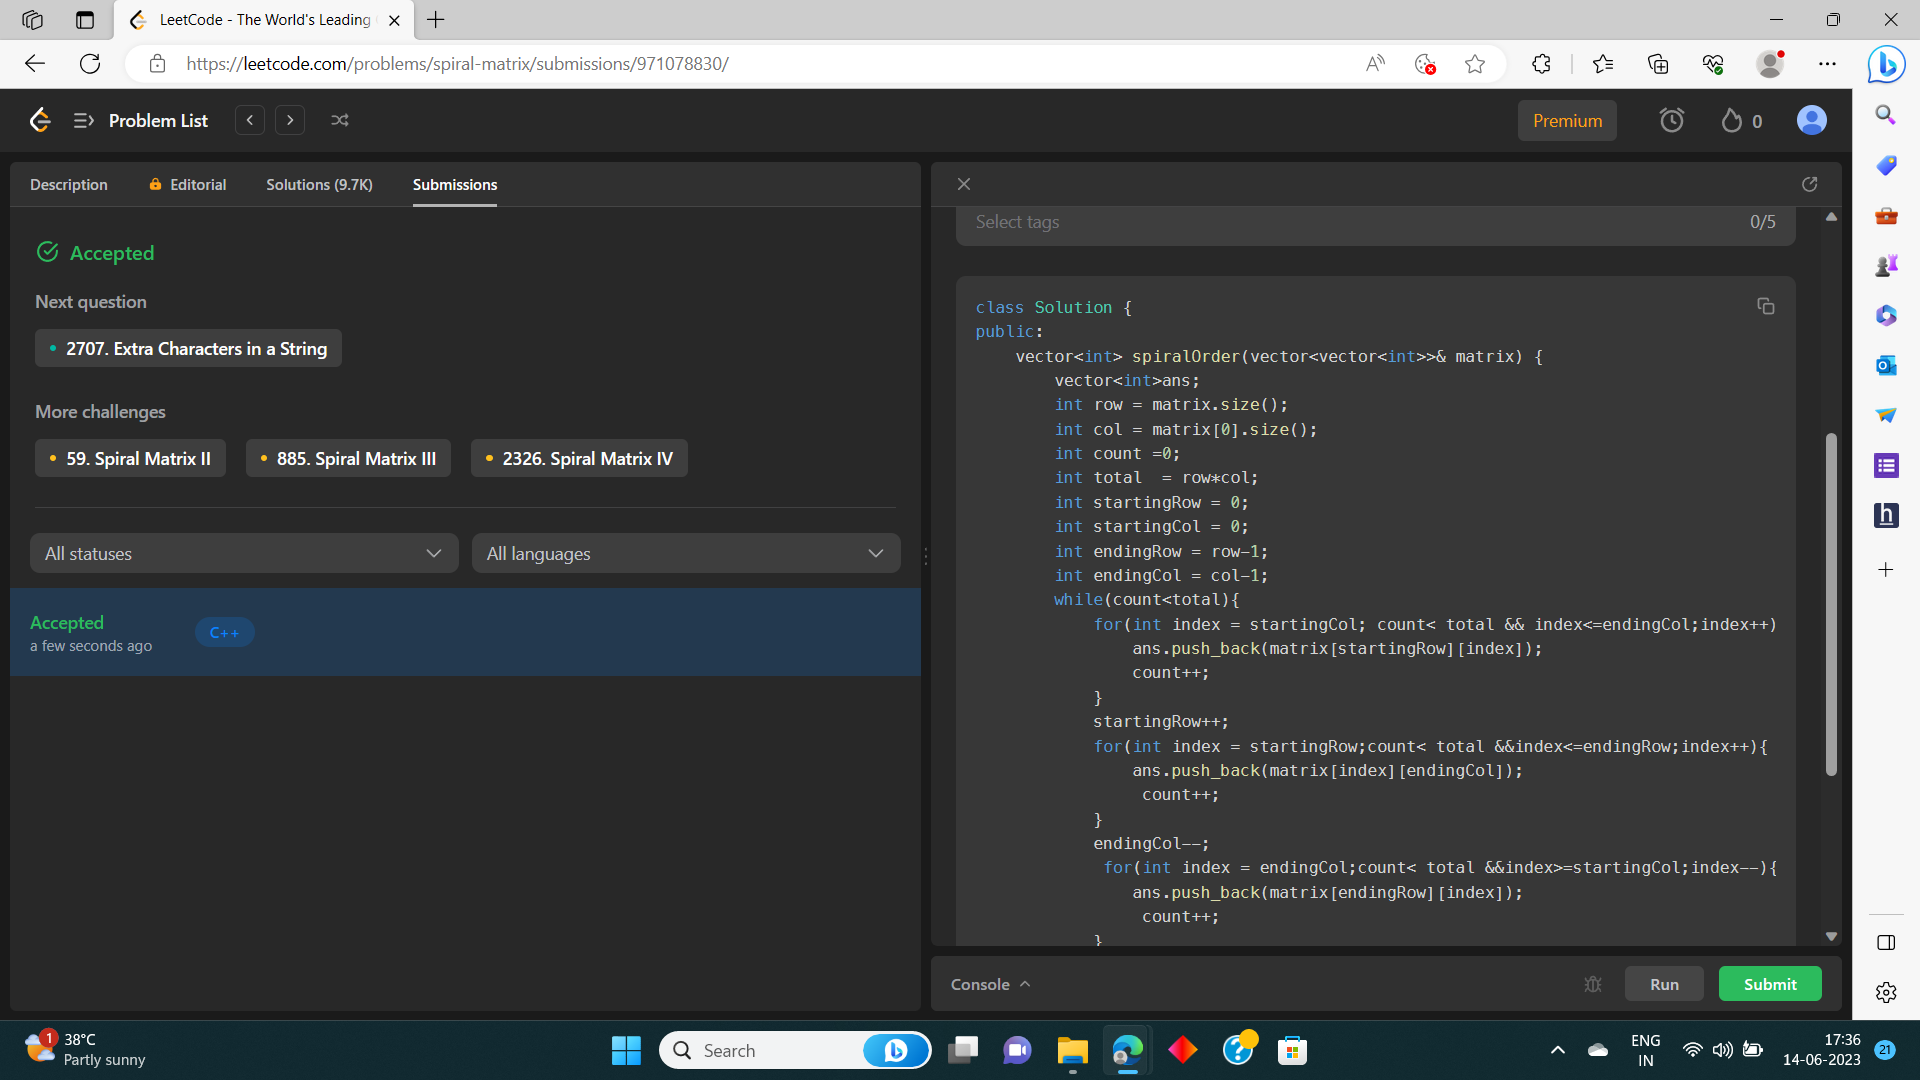 LeetCode - The World's Leading
https://leetcode.com/problems/spiral-matrix/submissions/971078830/
Problem List
Premium
0
Description
Editorial
Solutions (9.7K)
Submissions
Accepted
Next question
2707. Extra Characters in a String
More challenges
59. Spiral Matrix II
885. Spiral Matrix III
2326. Spiral Matrix IV
All statuses
All languages
Accepted
a few seconds ago
C++
Select tags
0/5
class Solution {
public:
    vector<int> spiralOrder(vector<vector<int>>& matrix) {
        vector<int>ans;
        int row = matrix.size();
        int col = matrix[0].size();
        int count =0;
        int total  = row*col;
        int startingRow = 0;
        int startingCol = 0;
        int endingRow = row-1;
        int endingCol = col-1;
        while(count<total){
            for(int index = startingCol; count< total && index<=endingCol;index++)
                ans.push_back(matrix[startingRow][index]);
                count++;
            }
            startingRow++;
            for(int index = startingRow;count< total &&index<=endingRow;index++){
                ans.push_back(matrix[index][endingCol]);
                 count++;
            }
            endingCol--;
             for(int index = endingCol;count< total &&index>=startingCol;index--){
                ans.push_back(matrix[endingRow][index]);
                 count++;
            }
Console
Run
Submit
1
38°C
Partly sunny
Search
ENG
IN
17:36
14-06-2023
21